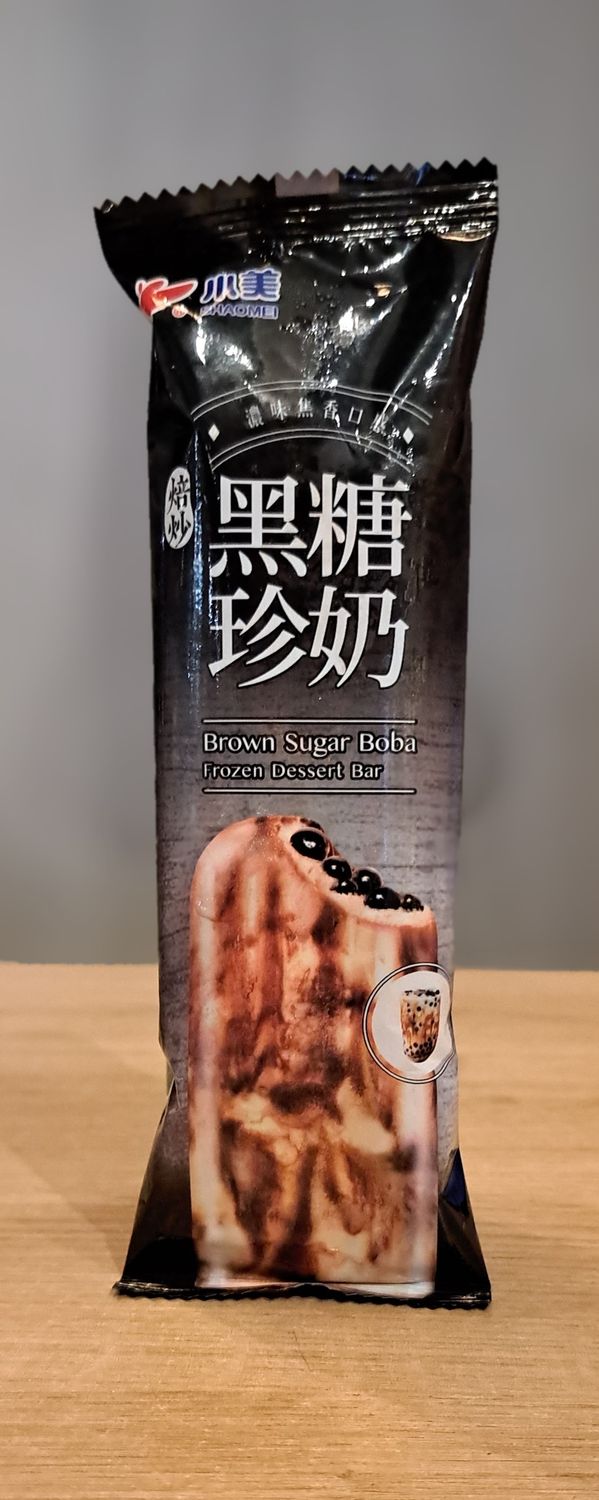 小美
SHAOMEI
濃味焦香口感
焙炒
黑糖
珍奶
Brown Sugar Boba
Frozen Dessert Bar